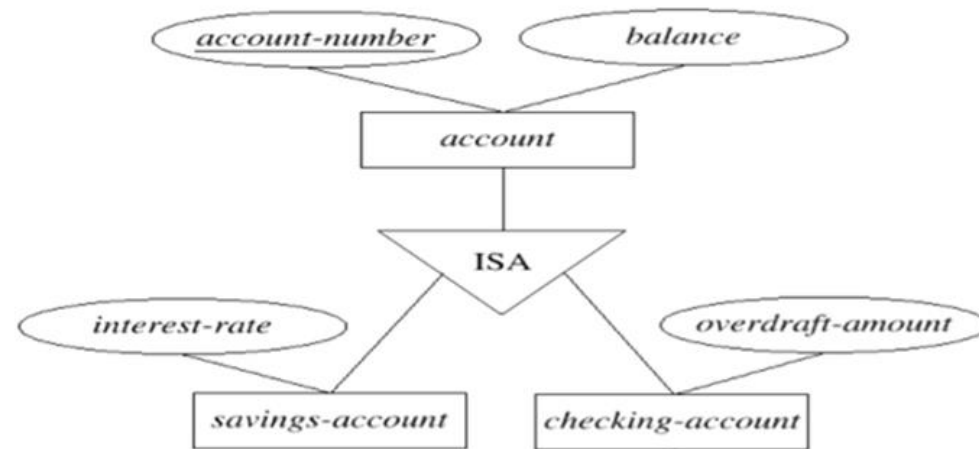 account-number
balance
account
ISA
interest-rate
overdraft-amount
savings-account
checking-account